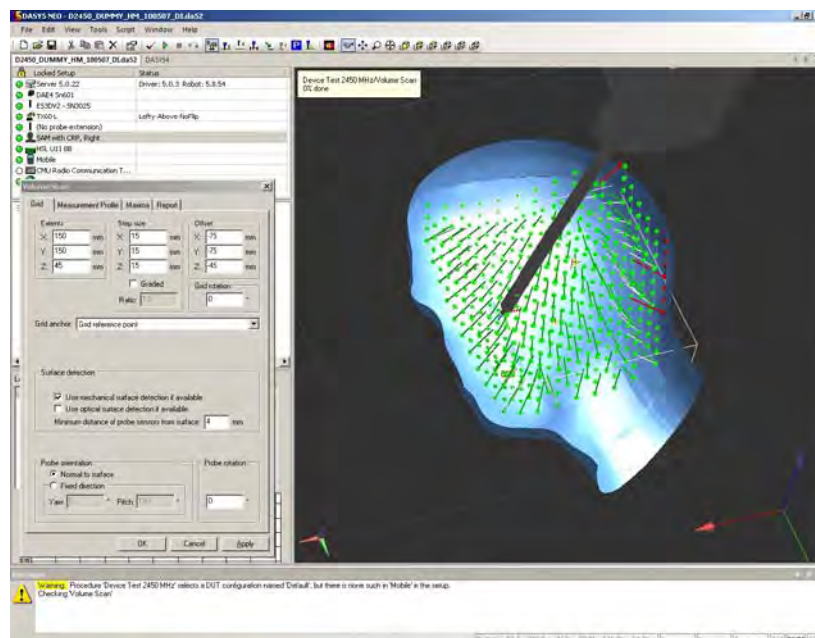 DASY5 NEO - D2450_DUMMY_HM_100507_DI.da52
File Edit View Tools Script Window Help
D2450_DUMMY_HM_100507_DI.da52 DASY54
Locked Setup Status
Server 5.0.22 Driver: 5.0.3 Robot: 5.8.54
DAE4 Sn601
ES3DV2 - SN3025
TX60 L Lefty Above NoFlip
(No probe extension)
SAM with CRP, Right
HSL U11 BB
Mobile
CMU Radio Communication T...
Volume Scan
Grid Measurement Profile Maxima Report
Extents Step size Offset
X: 150 mm X: 15 mm X: -75 mm
Y: 150 mm Y: 15 mm Y: -75 mm
Z: 45 mm Z: 15 mm Z: -45 mm
Graded Grid rotation
Ratio: 0 °
Grid anchor: Grid reference point
Surface detection
Use mechanical surface detection if available
Use optical surface detection if available
Minimum distance of probe sensors from surface: 4 mm
Probe orientation Probe rotation
Normal to surface
Fixed direction
Yaw: ° Pitch: ° 0 °
OK Cancel Apply
Device Test 2450 MHz/Volume Scan
0% done
Warning: Procedure 'Device Test 2450 MHz' selects a DUT configuration named 'Default', but there is none such in 'Mobile' in the setup.
Checking 'Volume Scan'